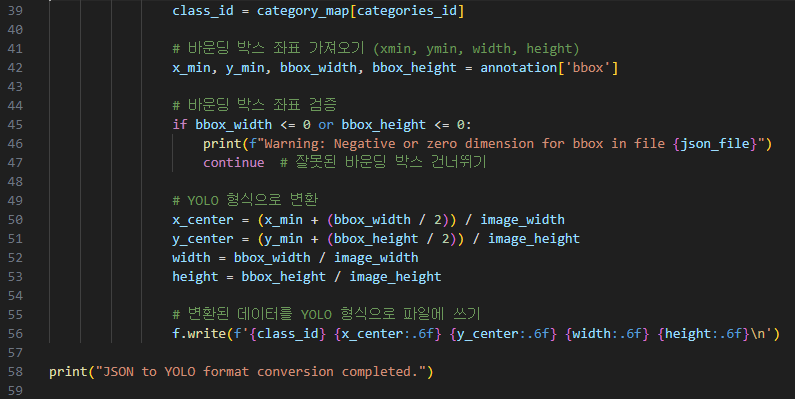 39 class_id = category_map[categories_id]
40
41 # 바운딩 박스 좌표 가져오기 (xmin, ymin, width, height)
42 x_min, y_min, bbox_width, bbox_height = annotation['bbox']
43
44 # 바운딩 박스 좌표 검증
45 if bbox_width <= 0 or bbox_height <= 0:
46 print(f"Warning: Negative or zero dimension for bbox in file {json_file}")
47 continue # 잘못된 바운딩 박스 건너뛰기
48
49 # YOLO 형식으로 변환
50 x_center = (x_min + (bbox_width / 2)) / image_width
51 y_center = (y_min + (bbox_height / 2)) / image_height
52 width = bbox_width / image_width
53 height = bbox_height / image_height
54
55 # 변환된 데이터를 YOLO 형식으로 파일에 쓰기
56 f.write(f'{class_id} {x_center:.6f} {y_center:.6f} {width:.6f} {height:.6f}\n')
57
58 print("JSON to YOLO format conversion completed.")
59